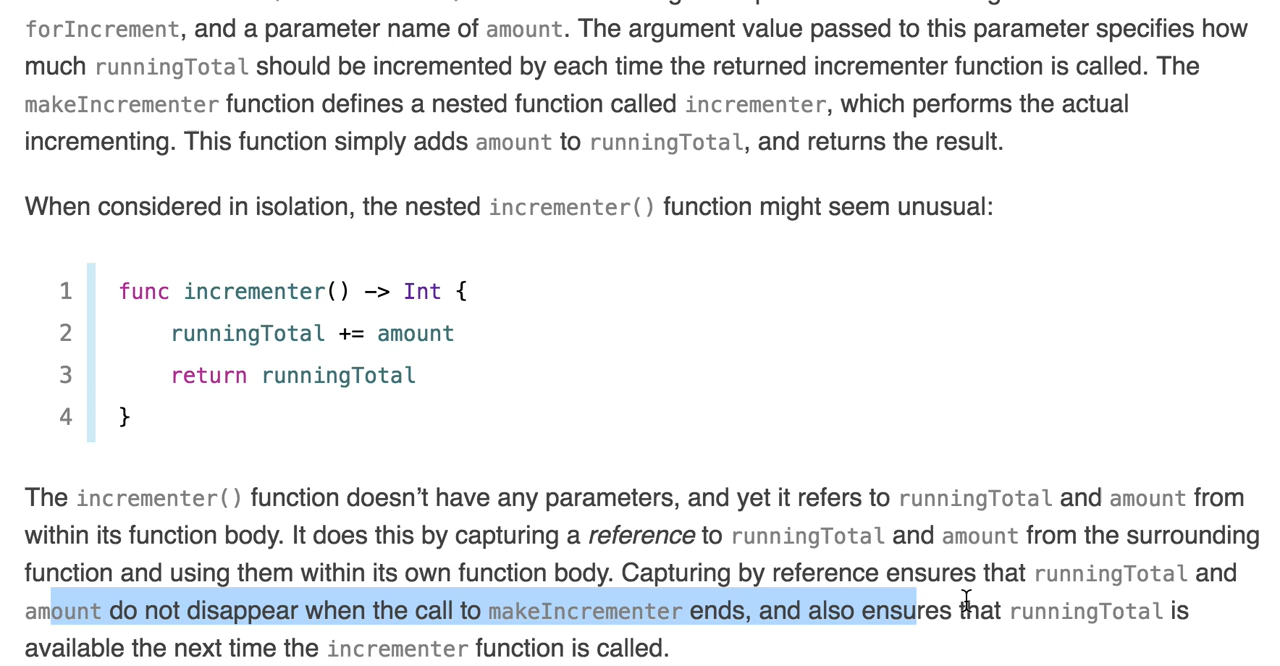 forIncrement, and a parameter name of amount. The argument value passed to this parameter specifies how
much runningTotal should be incremented by each time the returned incrementer function is called. The
makeIncrementer function defines a nested function called incrementer, which performs the actual
incrementing. This function simply adds amount to runningTotal, and returns the result.
When considered in isolation, the nested incrementer() function might seem unusual:
1 func incrementer() -> Int {
2 runningTotal += amount
3 return runningTotal
4 }
The incrementer() function doesn’t have any parameters, and yet it refers to runningTotal and amount from
within its function body. It does this by capturing a reference to runningTotal and amount from the surrounding
function and using them within its own function body. Capturing by reference ensures that runningTotal and
amount do not disappear when the call to makeIncrementer ends, and also ensures that runningTotal is
available the next time the incrementer function is called.